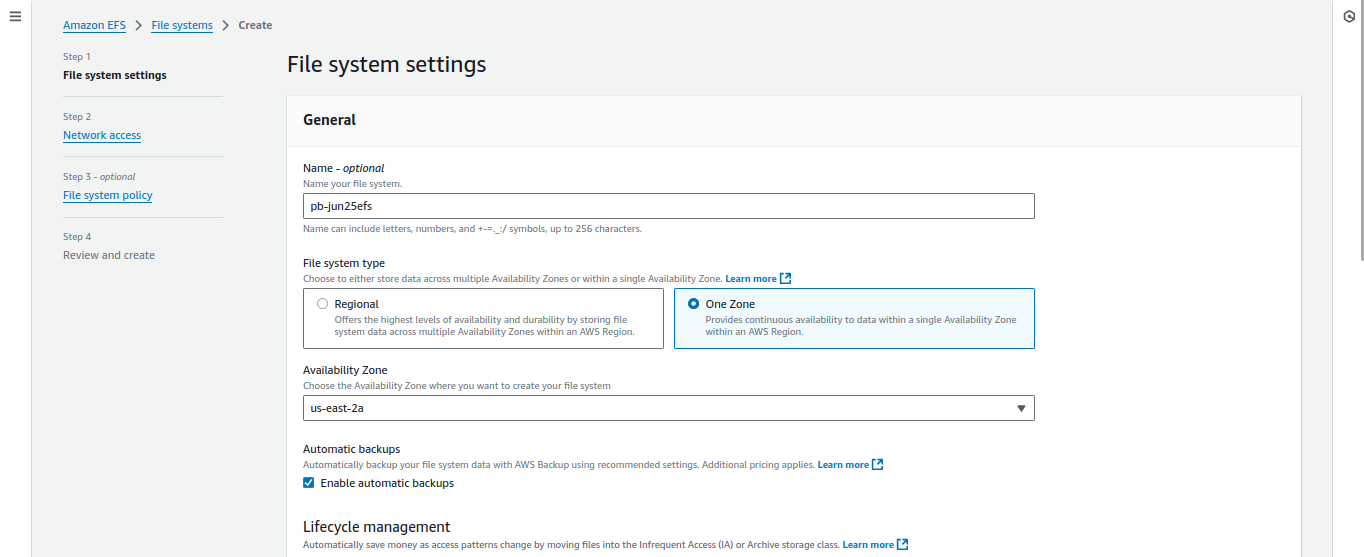 Amazon EFS > File systems > Create
Step 1
File system settings
Step 2
Network access
Step 3 - optional
File system policy
Step 4
Review and create
File system settings
General
Name - optional
Name your file system.
pb-jun25efs
Name can include letters, numbers, and +-=._:/ symbols, up to 256 characters.
File system type
Choose to either store data across multiple Availability Zones or within a single Availability Zone. Learn more
Regional
Offers the highest levels of availability and durability by storing file
system data across multiple Availability Zones within an AWS Region.
One Zone
Provides continuous availability to data within a single Availability Zone
within an AWS Region.
Availability Zone
Choose the Availability Zone where you want to create your file system
us-east-2a
Automatic backups
Automatically backup your file system data with AWS Backup using recommended settings. Additional pricing applies. Learn more
Enable automatic backups
Lifecycle management
Automatically save money as access patterns change by moving files into the Infrequent Access (IA) or Archive storage class. Learn more